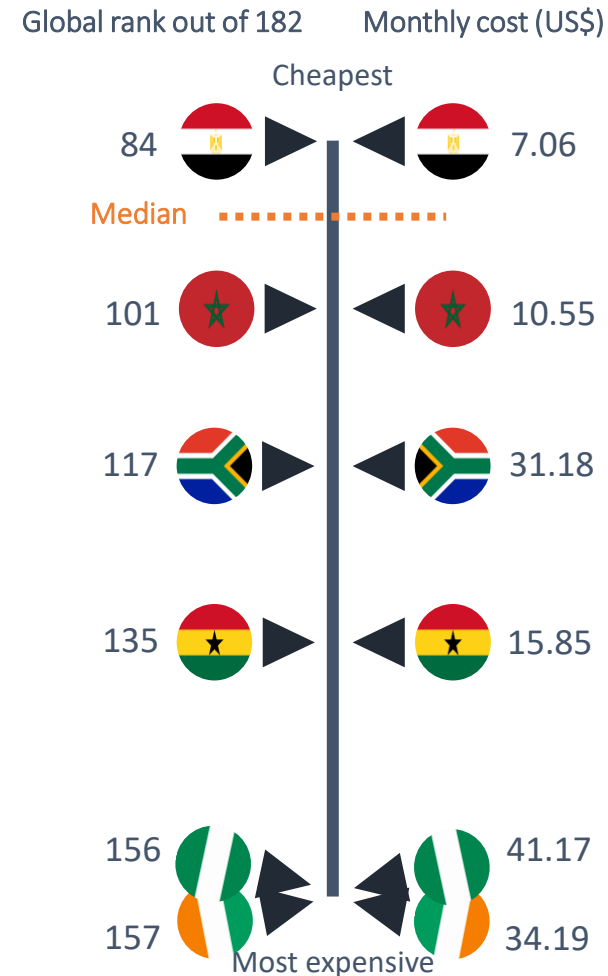 Global rank out of 182 Monthly cost (US$)
Cheapest
84 7.06
Median
101 10.55
117 31.18
135 15.85
156 41.17
157 34.19
Most expensive